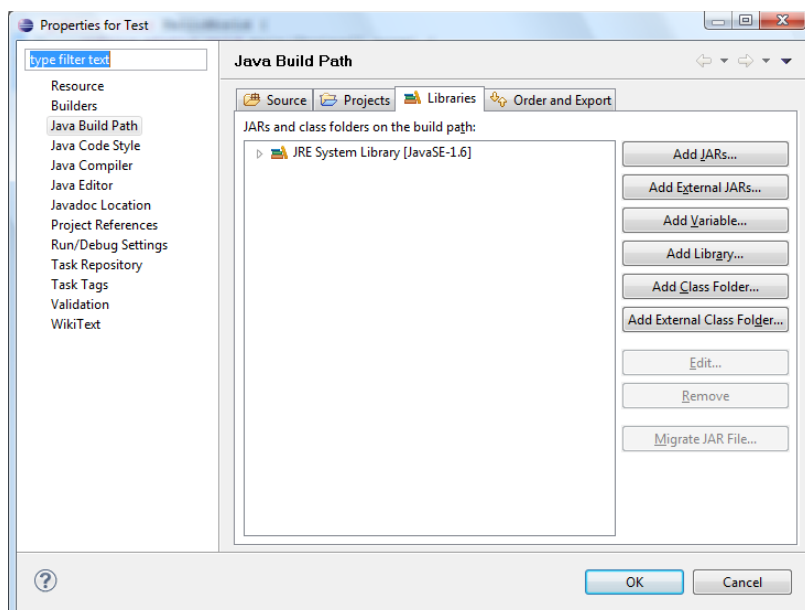 Properties for Test
type filter text
Resource
Builders
Java Build Path
Java Code Style
Java Compiler
Java Editor
Javadoc Location
Project References
Run/Debug Settings
Task Repository
Task Tags
Validation
WikiText
Java Build Path
Source Projects Libraries Order and Export
JARs and class folders on the build path:
JRE System Library [JavaSE-1.6]
Add JARs...
Add External JARs...
Add Variable...
Add Library...
Add Class Folder...
Add External Class Folder...
Edit...
Remove
Migrate JAR File...
OK Cancel